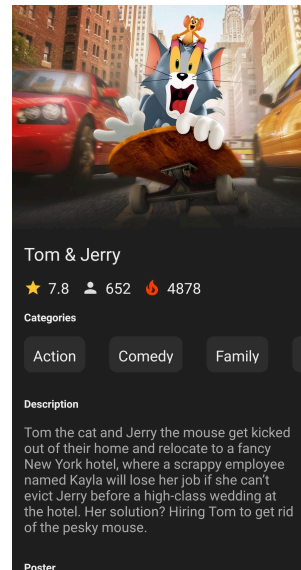 Tom & Jerry
7.8 652 4878
Categories
Action Comedy Family
Description
Tom the cat and Jerry the mouse get kicked
out of their home and relocate to a fancy
New York hotel, where a scrappy employee
named Kayla will lose her job if she can't
evict Jerry before a high-class wedding at
the hotel. Her solution? Hiring Tom to get rid
of the pesky mouse.
Poster